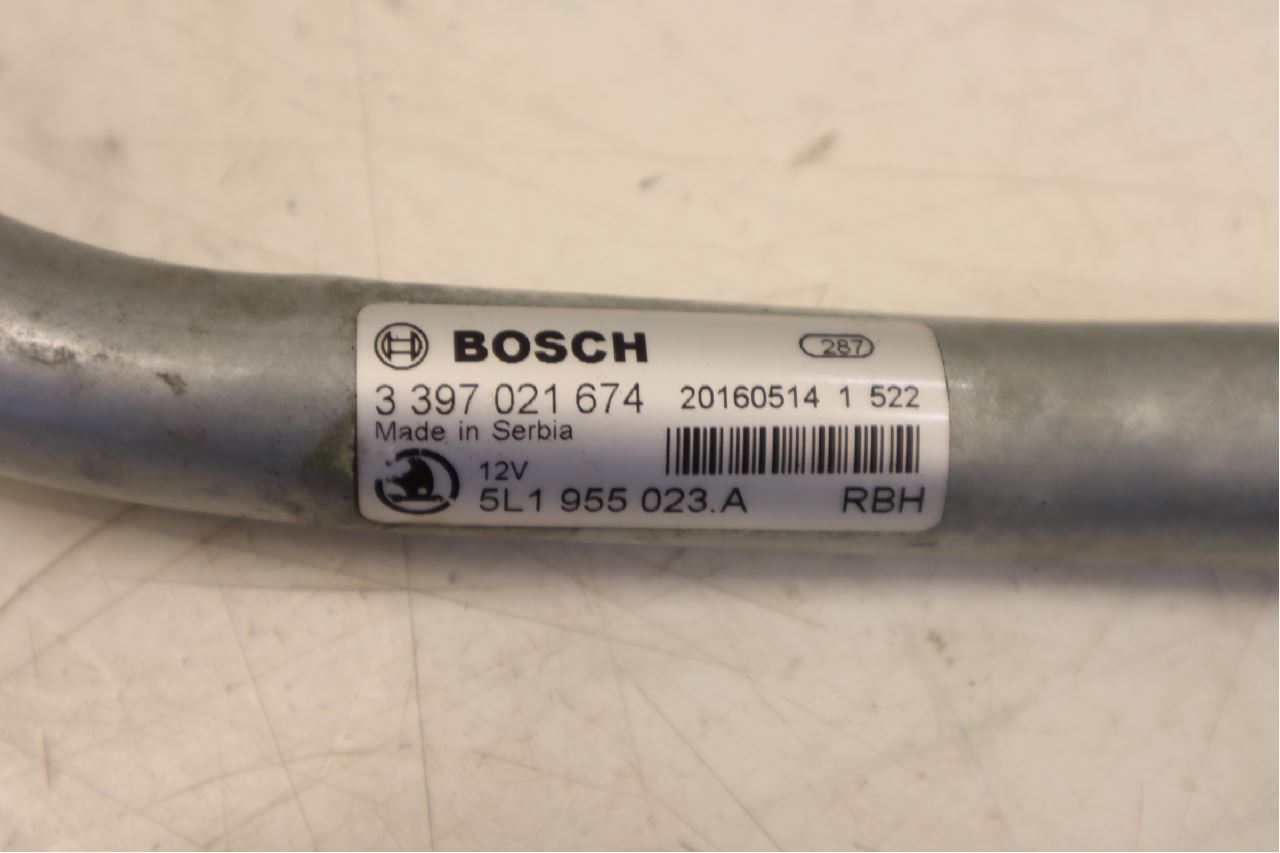 BOSCH 287
3 397 021 674 20160514 1 522
Made in Serbia
12V
5L1 955 023.A RBH